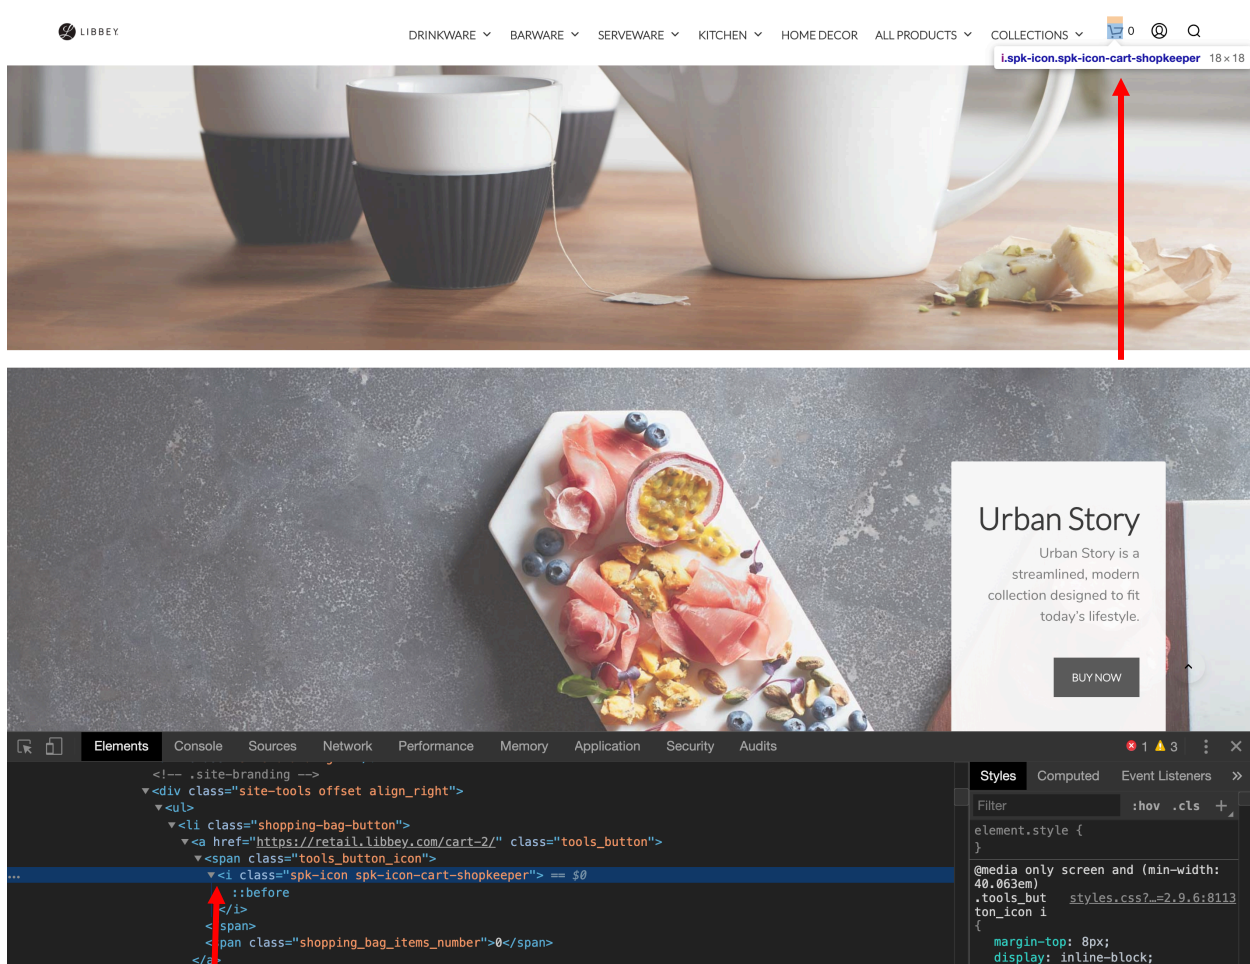 LIBBEY
DRINKWARE BARWARE SERVEWARE KITCHEN HOME DECOR ALL PRODUCTS COLLECTIONS 0
i.spk-icon.spk-icon-cart-shopkeeper 18 × 18
Urban Story
Urban Story is a
streamlined, modern
collection designed to fit
today's lifestyle.
BUY NOW
Elements Console Sources Network Performance Memory Application Security Audits 1 3
<!-- .site-branding -->
<div class="site-tools offset align_right">
<ul>
<li class="shopping-bag-button">
<a href="https://retail.libbey.com/cart-2/" class="tools_button">
<span class="tools_button_icon">
<i class="spk-icon spk-icon-cart-shopkeeper"> == $0
::before
</i>
</span>
<span class="shopping_bag_items_number">0</span>
</a>
Styles Computed Event Listeners »
Filter :hov .cls +
element.style {
}
@media only screen and (min-width:
40.063em)
.tools_but styles.css?…=2.9.6:8113
ton_icon i
{
margin-top: 8px;
display: inline-block;